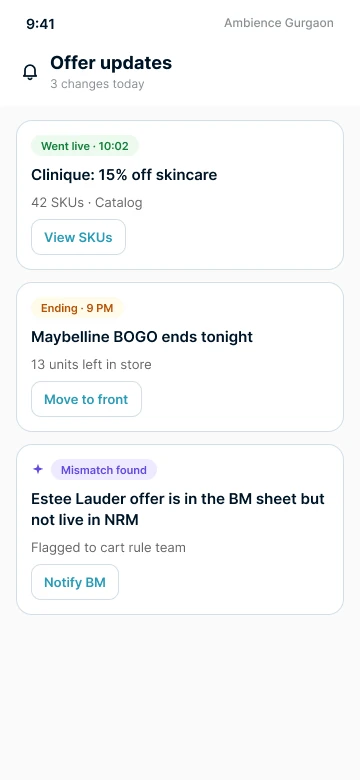 9:41
Ambience Gurgaon
Offer updates
3 changes today
Went live · 10:02
Clinique: 15% off skincare
42 SKUs · Catalog
View SKUs
Ending · 9 PM
Maybelline BOGO ends tonight
13 units left in store
Move to front
Mismatch found
Estee Lauder offer is in the BM sheet but
not live in NRM
Flagged to cart rule team
Notify BM